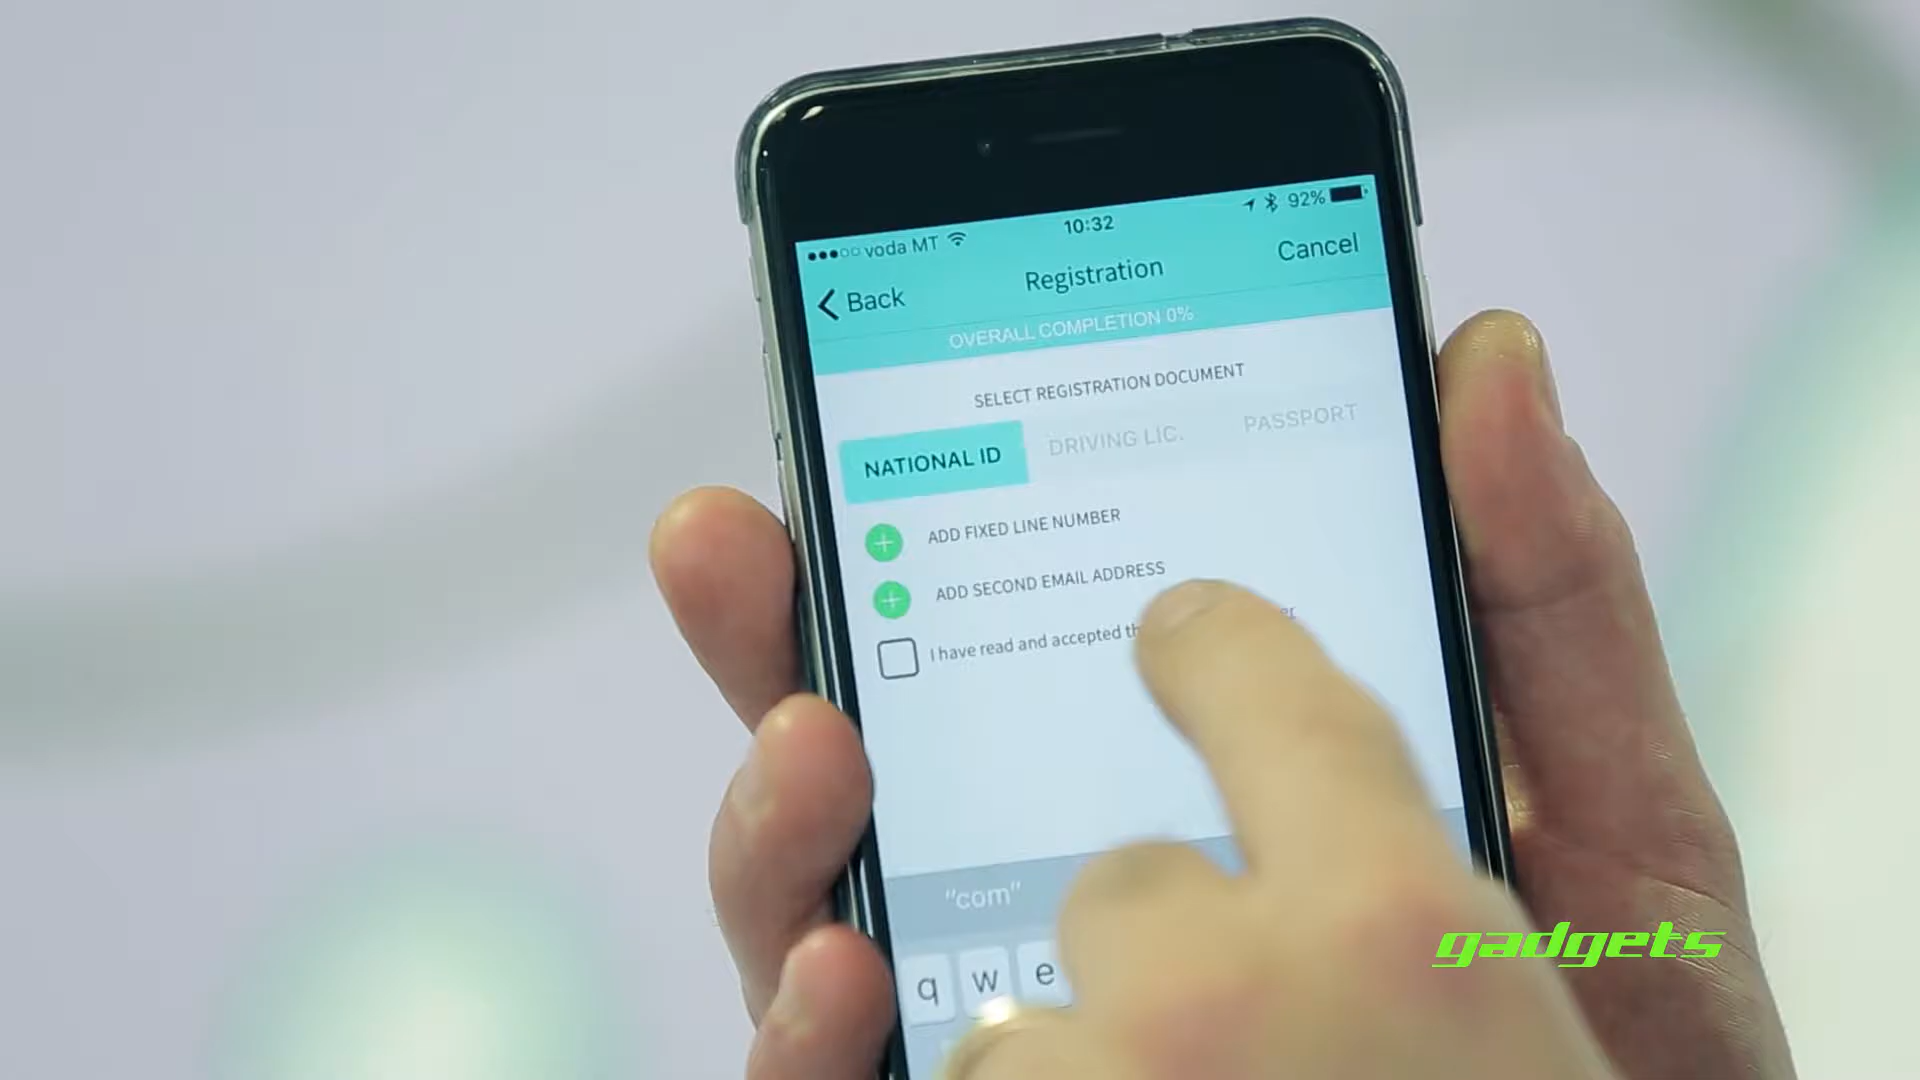 voda MT 10:32 92%
Back Registration Cancel
OVERALL COMPLETION 0%
SELECT REGISTRATION DOCUMENT
NATIONAL ID DRIVING LIC. PASSPORT
ADD FIXED LINE NUMBER
ADD SECOND EMAIL ADDRESS
I have read and accepted
"com"
q w e
gadgets